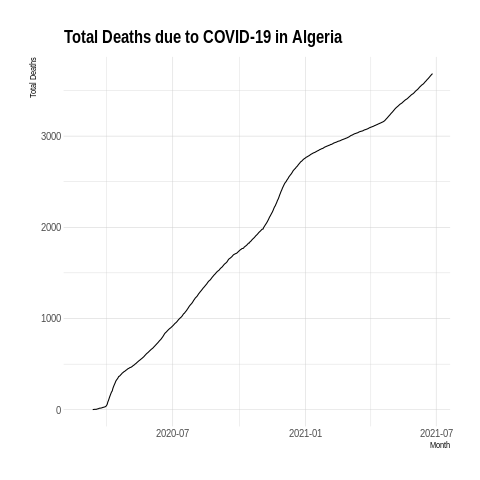 Total Deaths due to COVID-19 in Algeria
Total Deaths
3000
2000
1000
0
2020-07 2021-01 2021-07
Month